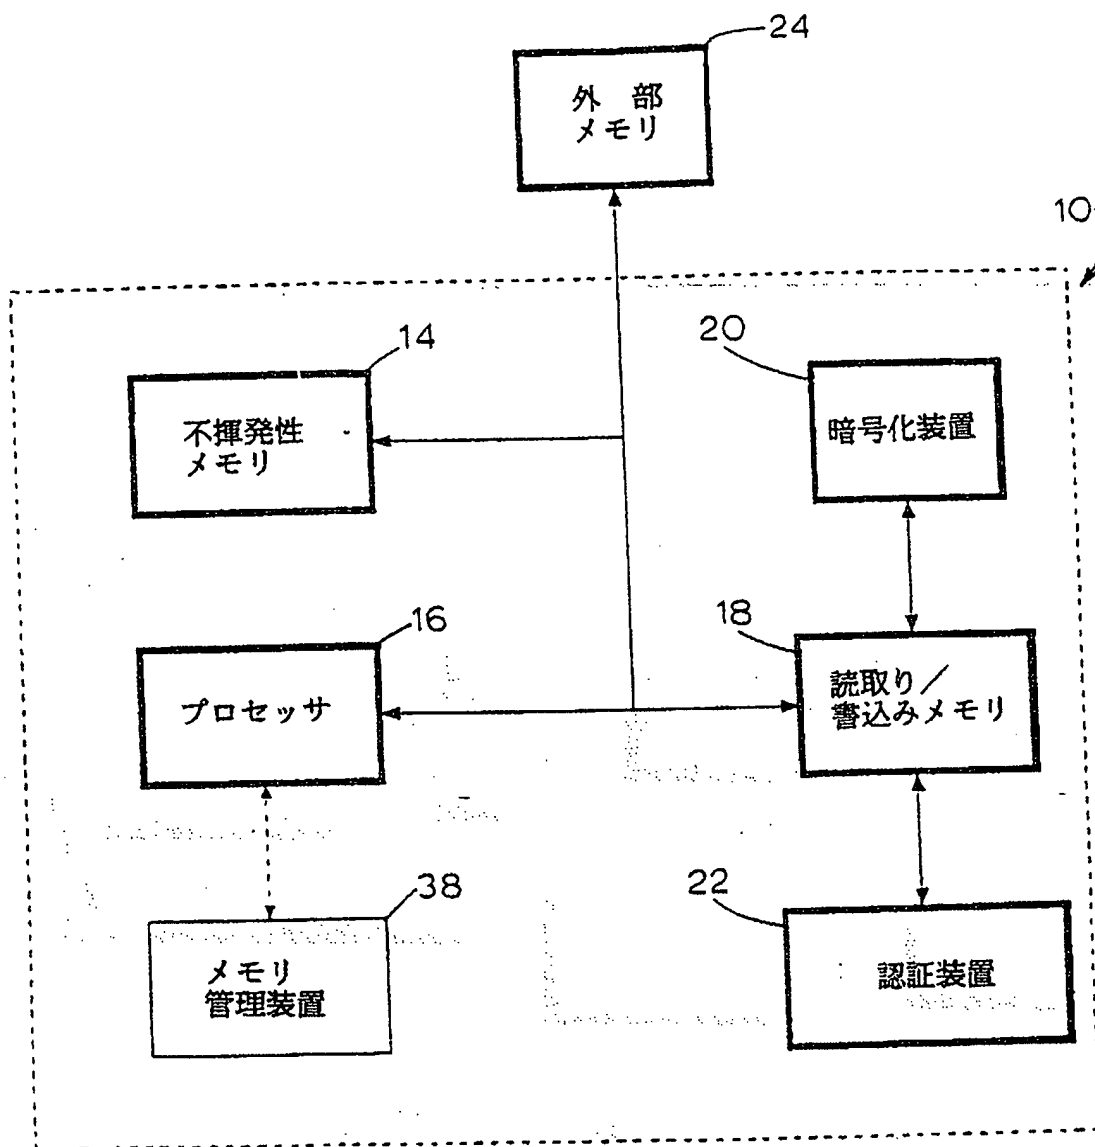 24
外 部
メモリ
10
14
20
不揮発性
メモリ
暗号化装置
16
18
プロセッサ
読取り／
書込みメモリ
38
22
メモリ
管理装置
認証装置